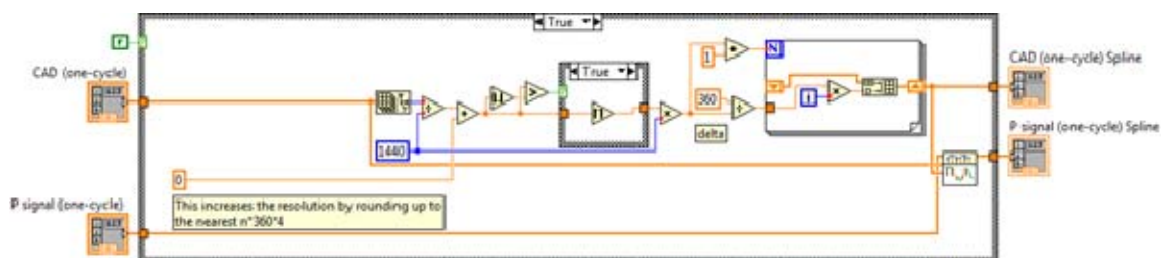 True
F
CAD (one-cycle)
CAD (one-cycle) Spline
True
1
N
360
i
delta
P signal (one-cycle) Spline
1440
0
This increases the resolution by rounding up to
the nearest n*360*4
P signal (one-cycle)